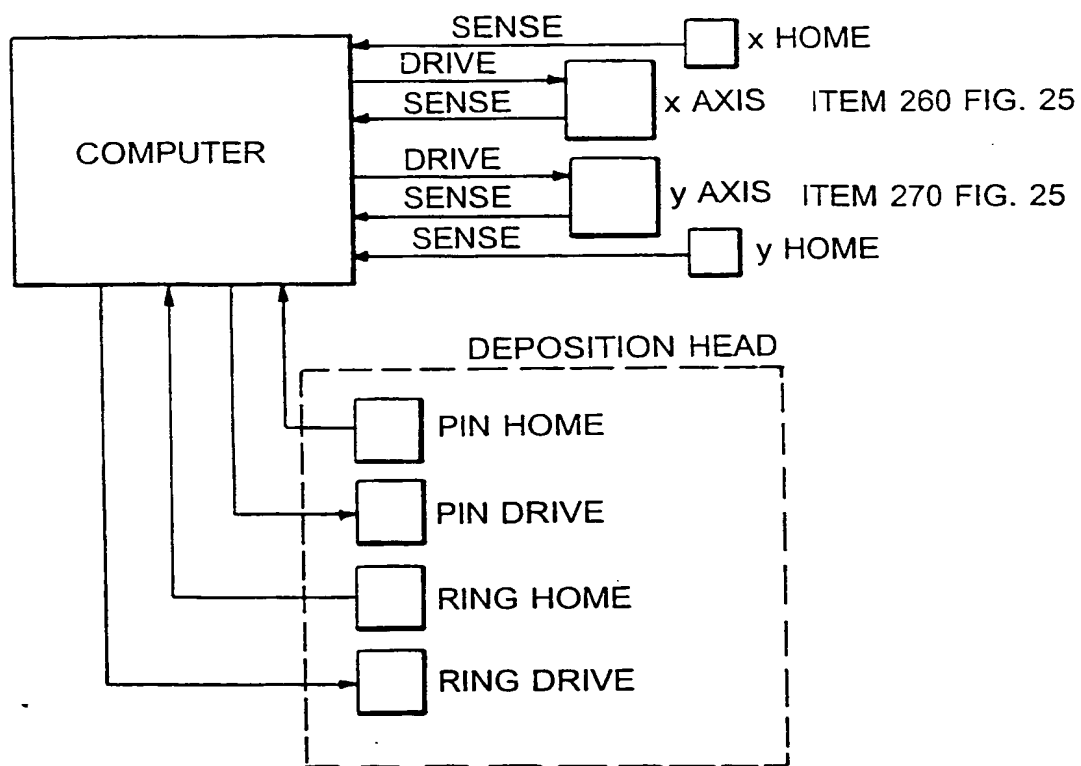 SENSE
x HOME
DRIVE
SENSE
x AXIS ITEM 260 FIG. 25
COMPUTER
DRIVE
SENSE
y AXIS ITEM 270 FIG. 25
SENSE
y HOME
DEPOSITION HEAD
PIN HOME
PIN DRIVE
RING HOME
RING DRIVE